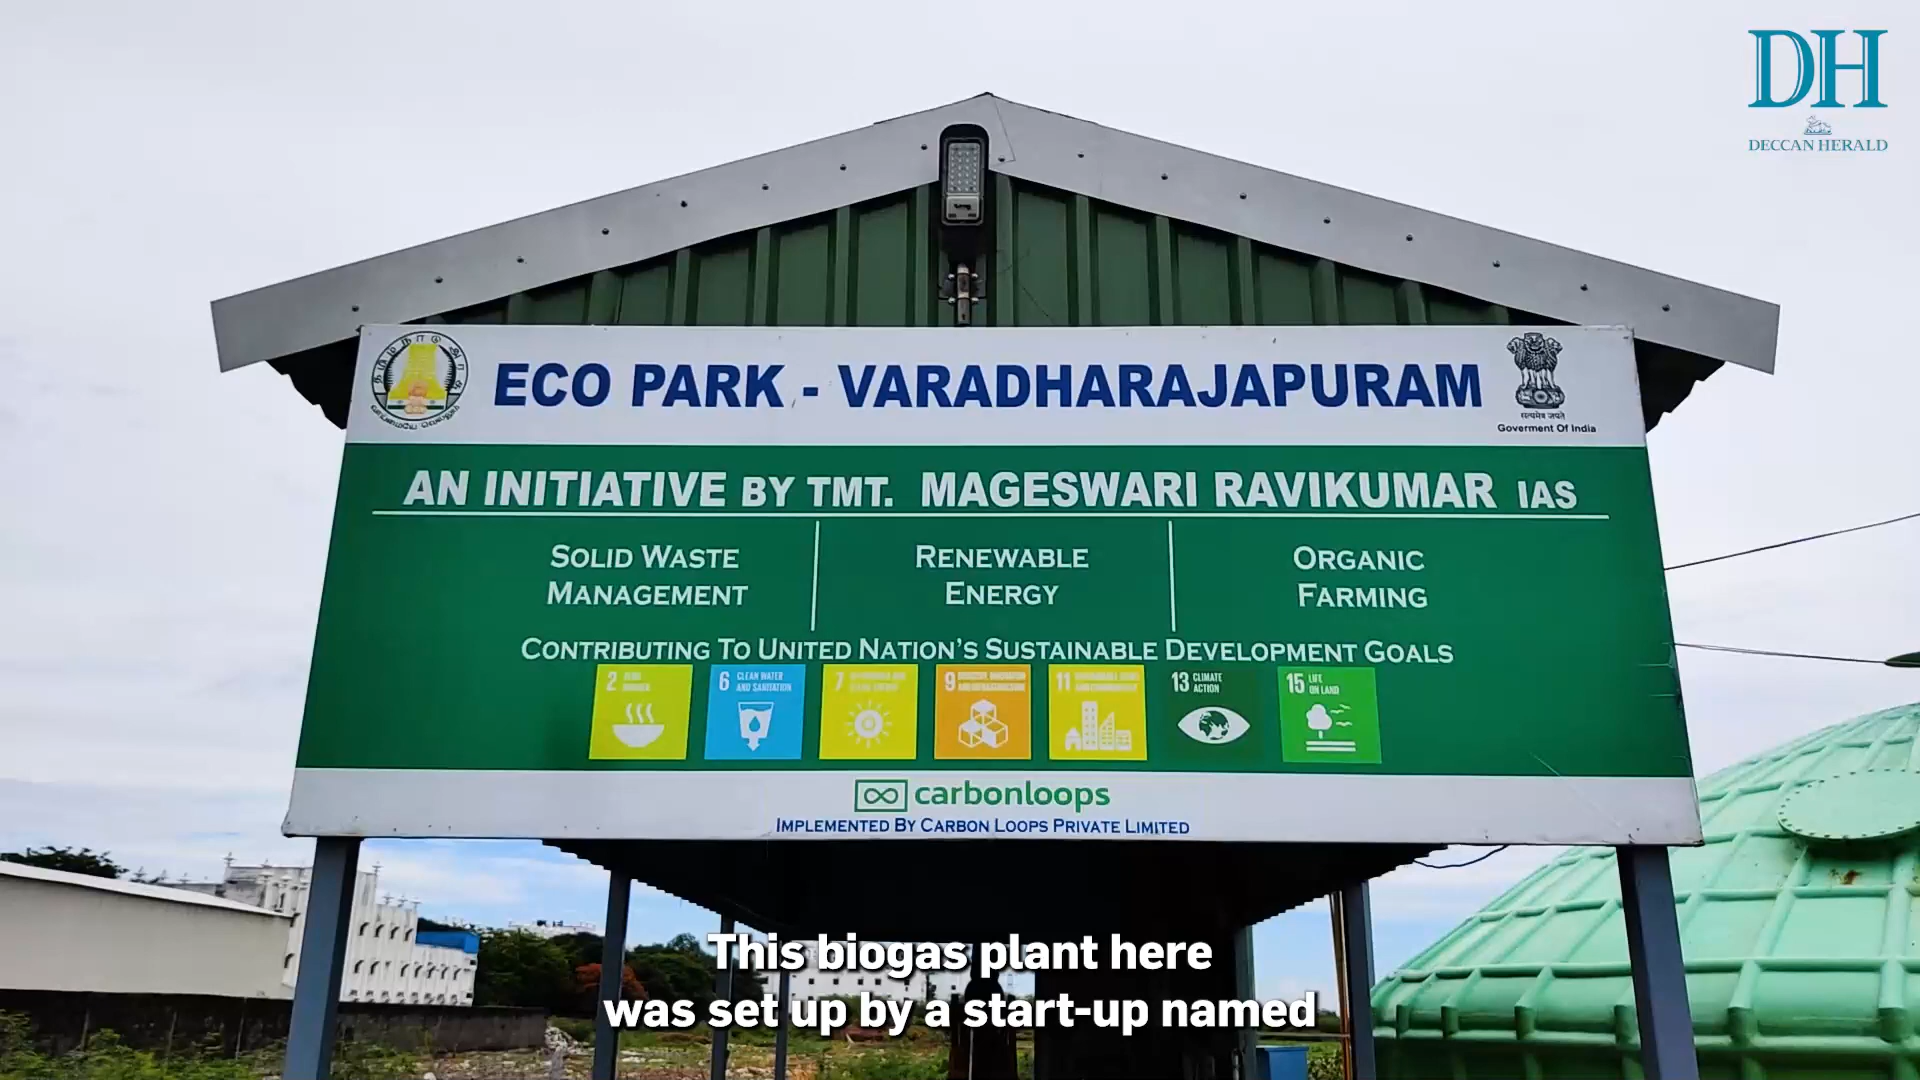 DH
DECCAN HERALD
ECO PARK - VARADHARAJAPURAM
सत्यमेव जयते
Goverment Of India
AN INITIATIVE BY TMT. MAGESWARI RAVIKUMAR IAS
SOLID WASTE
MANAGEMENT
RENEWABLE
ENERGY
ORGANIC
FARMING
CONTRIBUTING TO UNITED NATION'S SUSTAINABLE DEVELOPMENT GOALS
2
6 CLEAN WATER
AND SANITATION
7
9
11
13 CLIMATE
ACTION
15 LIFE
ON LAND
carbonloops
IMPLEMENTED BY CARBON LOOPS PRIVATE LIMITED
This biogas plant here
was set up by a start-up named